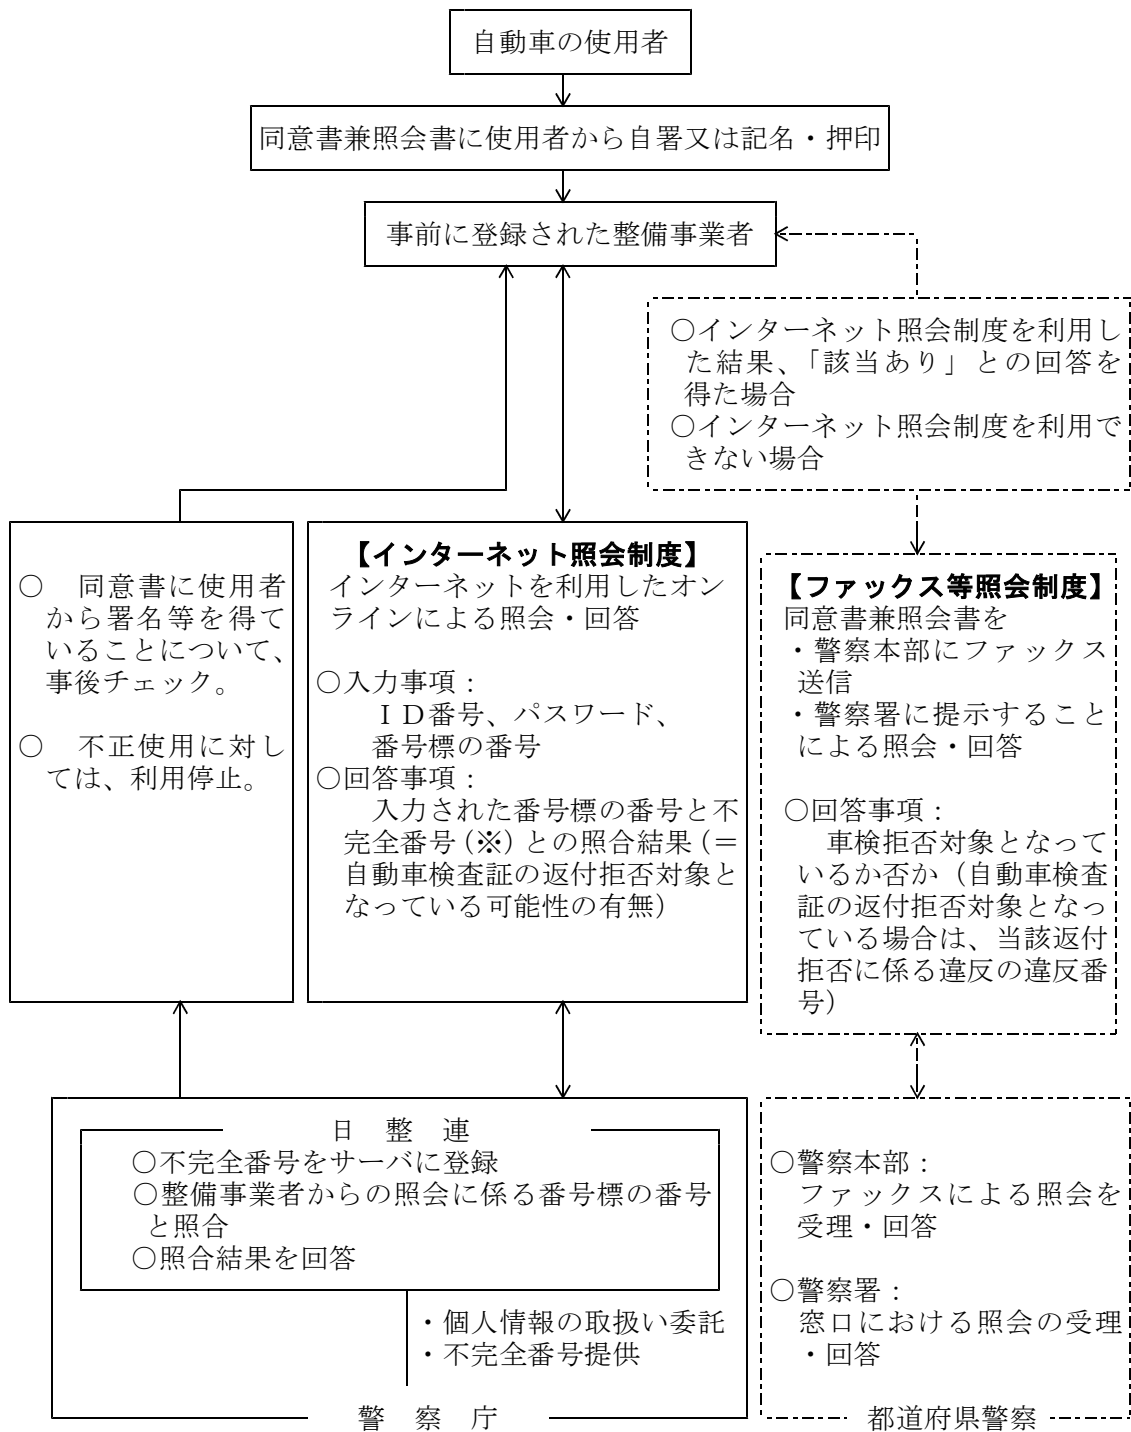 自動車の使用者
同意書兼照会書に使用者から自署又は記名・押印
事前に登録された整備事業者
○インターネット照会制度を利用し
た結果、「該当あり」との回答を
得た場合
○インターネット照会制度を利用で
きない場合
○　同意書に使用者
から署名等を得て
いることについて、
事後チェック。
○　不正使用に対し
ては、利用停止。
【インターネット照会制度】
インターネットを利用したオン
ラインによる照会・回答
○入力事項：
ＩＤ番号、パスワード、
番号標の番号
○回答事項：
入力された番号標の番号と不
完全番号（※）との照合結果（＝
自動車検査証の返付拒否対象と
なっている可能性の有無）
【ファックス等照会制度】
同意書兼照会書を
・警察本部にファックス
送信
・警察署に提示すること
による照会・回答
○回答事項：
車検拒否対象となって
いるか否か（自動車検査
証の返付拒否対象となっ
ている場合は、当該返付
拒否に係る違反の違反番
号）
日　整　連
○不完全番号をサーバに登録
○整備事業者からの照会に係る番号標の番号
と照合
○照合結果を回答
・個人情報の取扱い委託
・不完全番号提供
警　察　庁
○警察本部：
ファックスによる照会を
受理・回答
○警察署：
窓口における照会の受理
・回答
都道府県警察